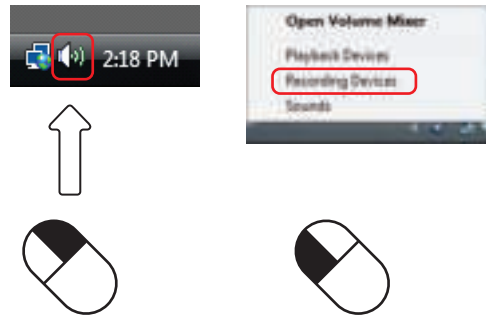 2:18 PM
Open Volume Mixer
Playback Devices
Recording Devices
Sounds